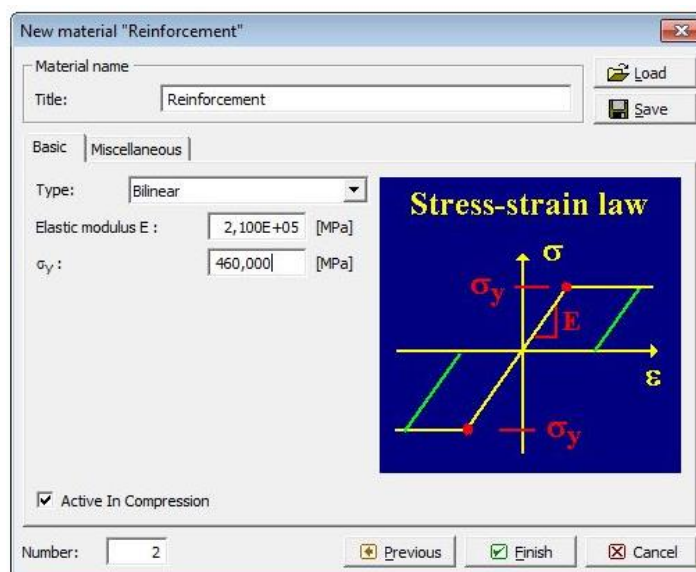 New material "Reinforcement"
Material name
Title: Reinforcement
Load
Save
Basic Miscellaneous
Type: Bilinear
Elastic modulus E : 2,100E+05 [MPa]
σy : 460,000 [MPa]
Stress-strain law
σ
σy
E
ε
σy
Active In Compression
Number: 2 Previous Finish Cancel